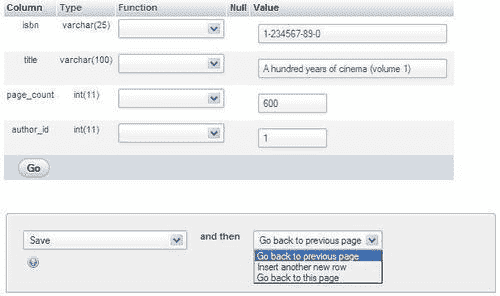 Column Type Function Null Value
isbn varchar(25) 1-234567-89-0
title varchar(100) A hundred years of cinema (volume 1)
page_count int(11) 600
author_id int(11) 1
Go
Save and then Go back to previous page
Go back to previous page
Insert another new row
Go back to this page